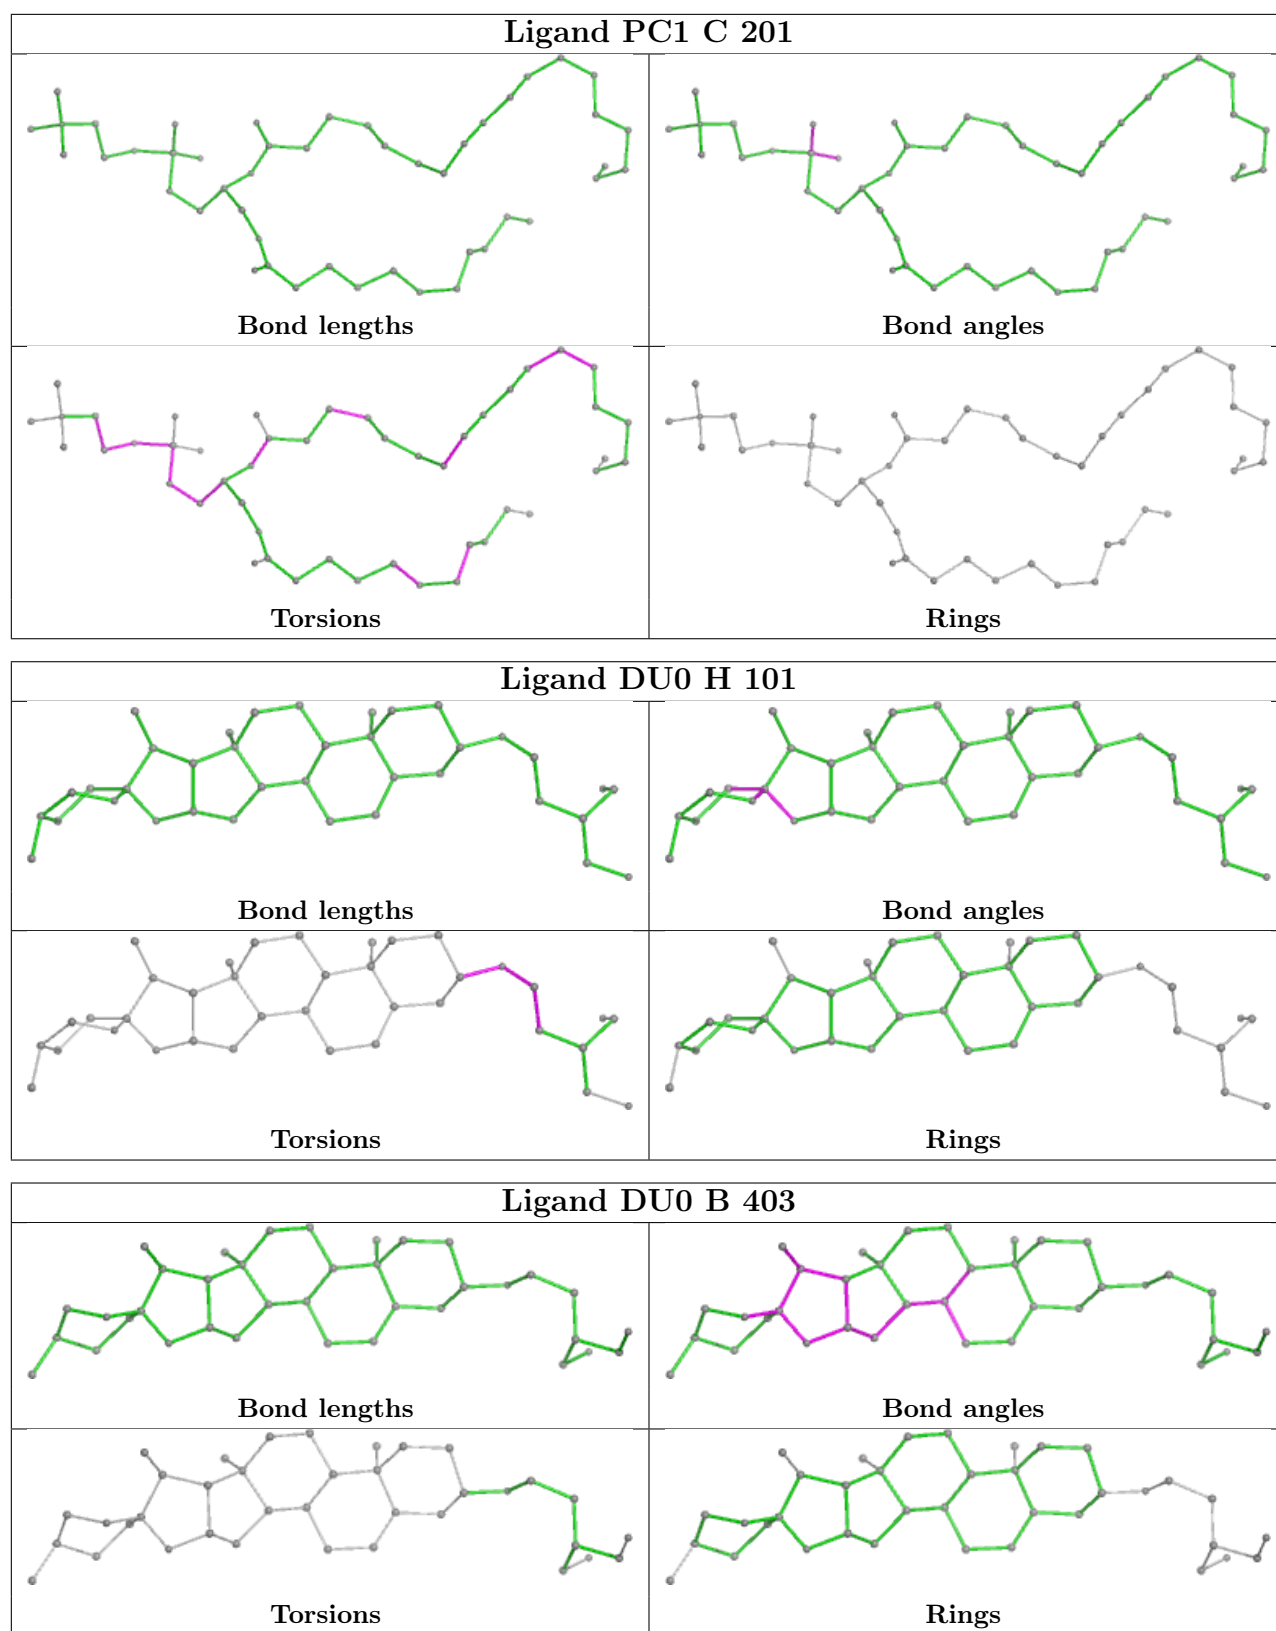 Ligand PC1 C 201
Bond lengths
Bond angles
Torsions
Rings
Ligand DU0 H 101
Bond lengths
Bond angles
Torsions
Rings
Ligand DU0 B 403
Bond lengths
Bond angles
Torsions
Rings